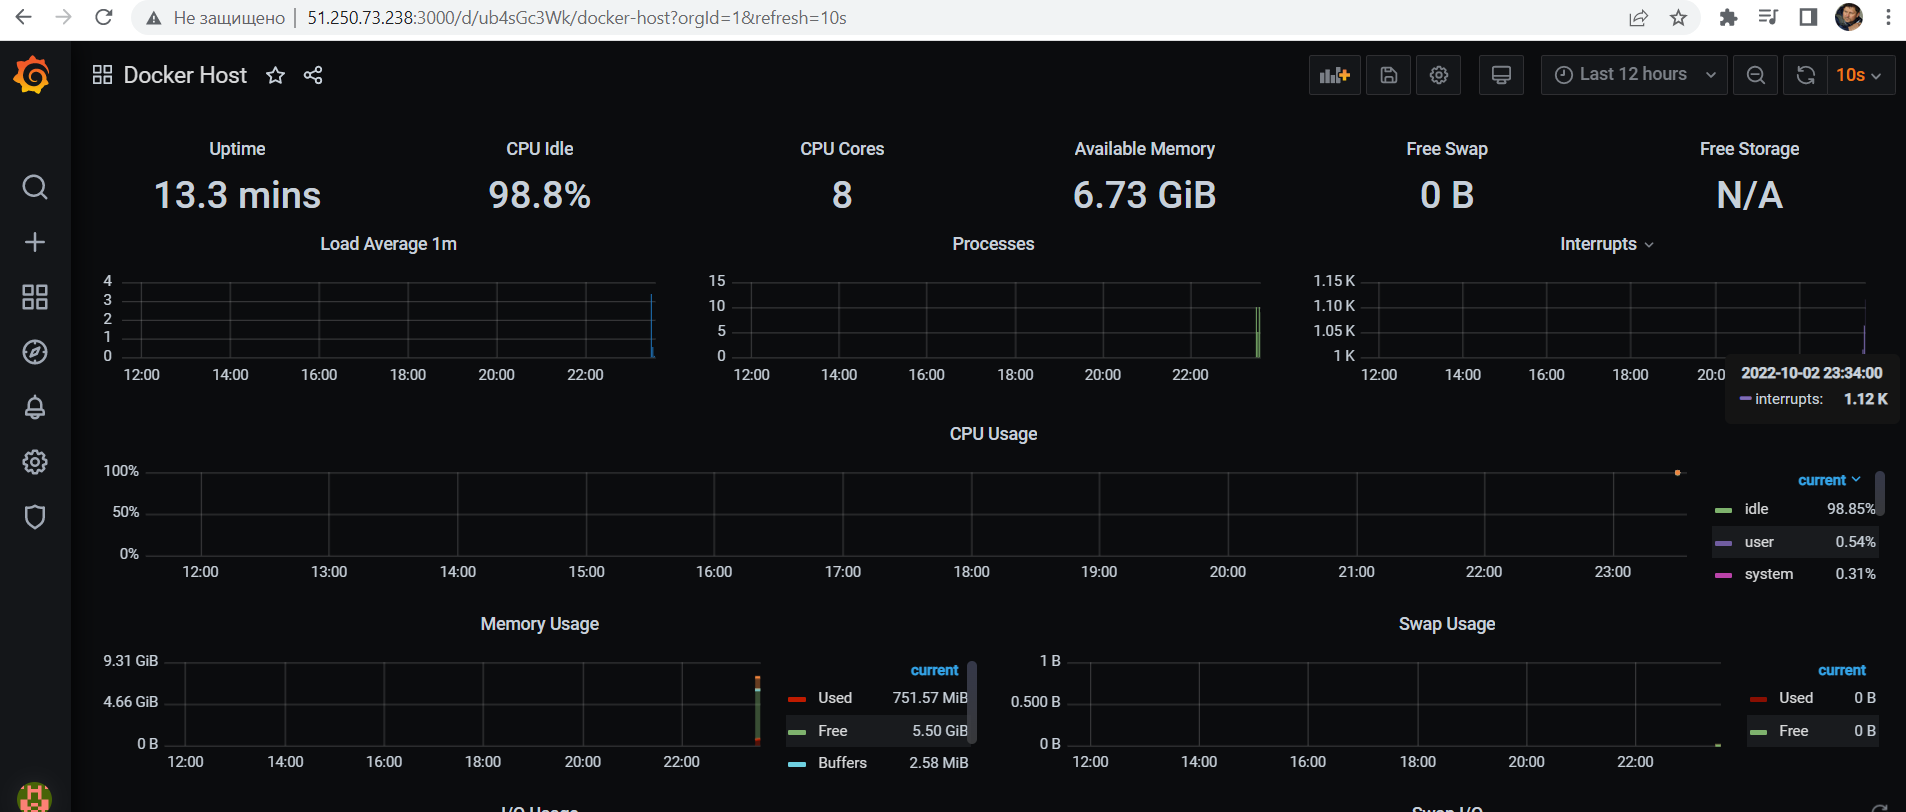 Не защищено 51.250.73.238:3000/d/ub4sGc3Wk/docker-host?orgId=1&refresh=10s
Docker Host
Last 12 hours
10s
Uptime
13.3 mins
CPU Idle
98.8%
CPU Cores
8
Available Memory
6.73 GiB
Free Swap
0 B
Free Storage
N/A
Load Average 1m
4
3
2
1
0
12:00 14:00 16:00 18:00 20:00 22:00
Processes
15
10
5
0
12:00 14:00 16:00 18:00 20:00 22:00
Interrupts
1.15 K
1.10 K
1.05 K
1 K
12:00 14:00 16:00 18:00 20:0
2022-10-02 23:34:00
interrupts: 1.12 K
CPU Usage
100%
50%
0%
12:00 13:00 14:00 15:00 16:00 17:00 18:00 19:00 20:00 21:00 22:00 23:00
current
idle 98.85%
user 0.54%
system 0.31%
Memory Usage
9.31 GiB
4.66 GiB
0 B
12:00 14:00 16:00 18:00 20:00 22:00
current
Used 751.57 MiB
Free 5.50 GiB
Buffers 2.58 MiB
Swap Usage
1 B
0.500 B
0 B
12:00 14:00 16:00 18:00 20:00 22:00
current
Used 0 B
Free 0 B
I/O Usage
Swap I/O